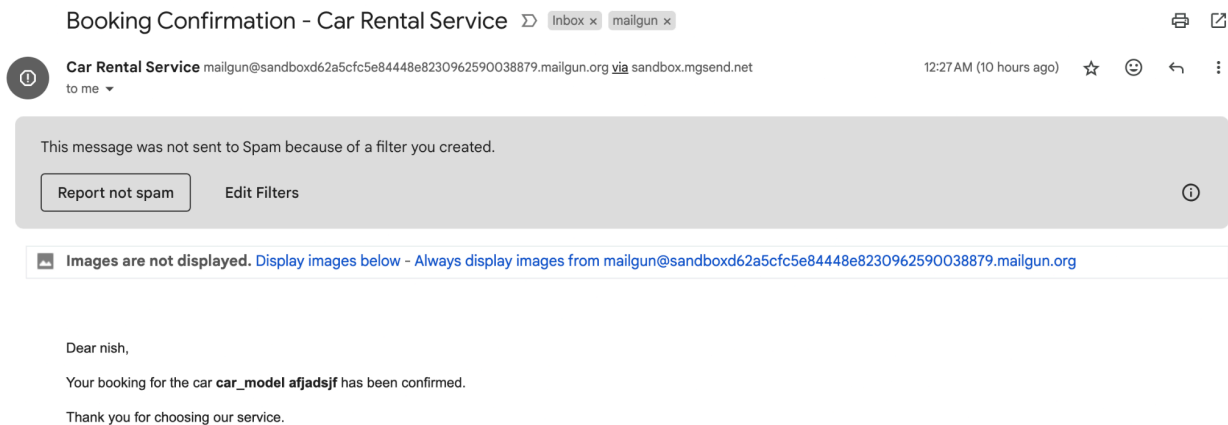 Booking Confirmation - Car Rental Service Inbox × mailgun ×
Car Rental Service mailgun@sandboxd62a5cfc5e84448e8230962590038879.mailgun.org via sandbox.mgsend.net 12:27 AM (10 hours ago)
to me
This message was not sent to Spam because of a filter you created.
Report not spam Edit Filters
Images are not displayed. Display images below - Always display images from mailgun@sandboxd62a5cfc5e84448e8230962590038879.mailgun.org
Dear nish,
Your booking for the car car_model afjadsjf has been confirmed.
Thank you for choosing our service.